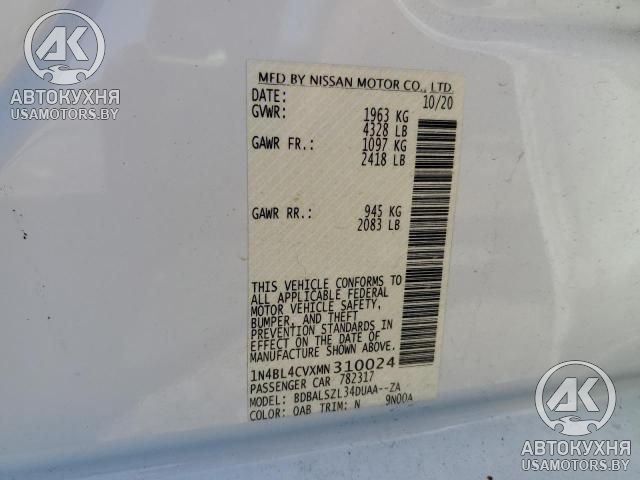 АК
АВТОКУХНЯ
USAMOTORS.BY
MFD BY NISSAN MOTOR CO., LTD
DATE: 10/20
GVWR: 1963 KG
4328 LB
GAWR FR.: 1097 KG
2418 LB
GAWR RR.: 945 KG
2083 LB
THIS VEHICLE CONFORMS TO
ALL APPLICABLE FEDERAL
MOTOR VEHICLE SAFETY,
BUMPER, AND THEFT
PREVENTION STANDARDS IN
EFFECT ON THE DATE OF
MANUFACTURE SHOWN ABOVE.
1N4BL4CVXMN310024
PASSENGER CAR 782317
MODEL: BDBALSZL34DUAA--ZA
COLOR: QAB TRIM: N 9N00A
АК
АВТОКУХНЯ
USAMOTORS.BY